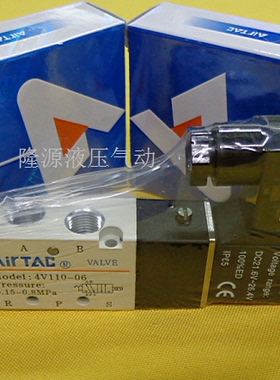 AirTAC
AirTAC
隆源液压气动
A
B
AirTAC ®
VALVE
Model: 4V110-06
Pressure:
0.15-0.8MPa
R
P
S
Voltage range:
DC21.6V-26.4V
100%ED
IP65